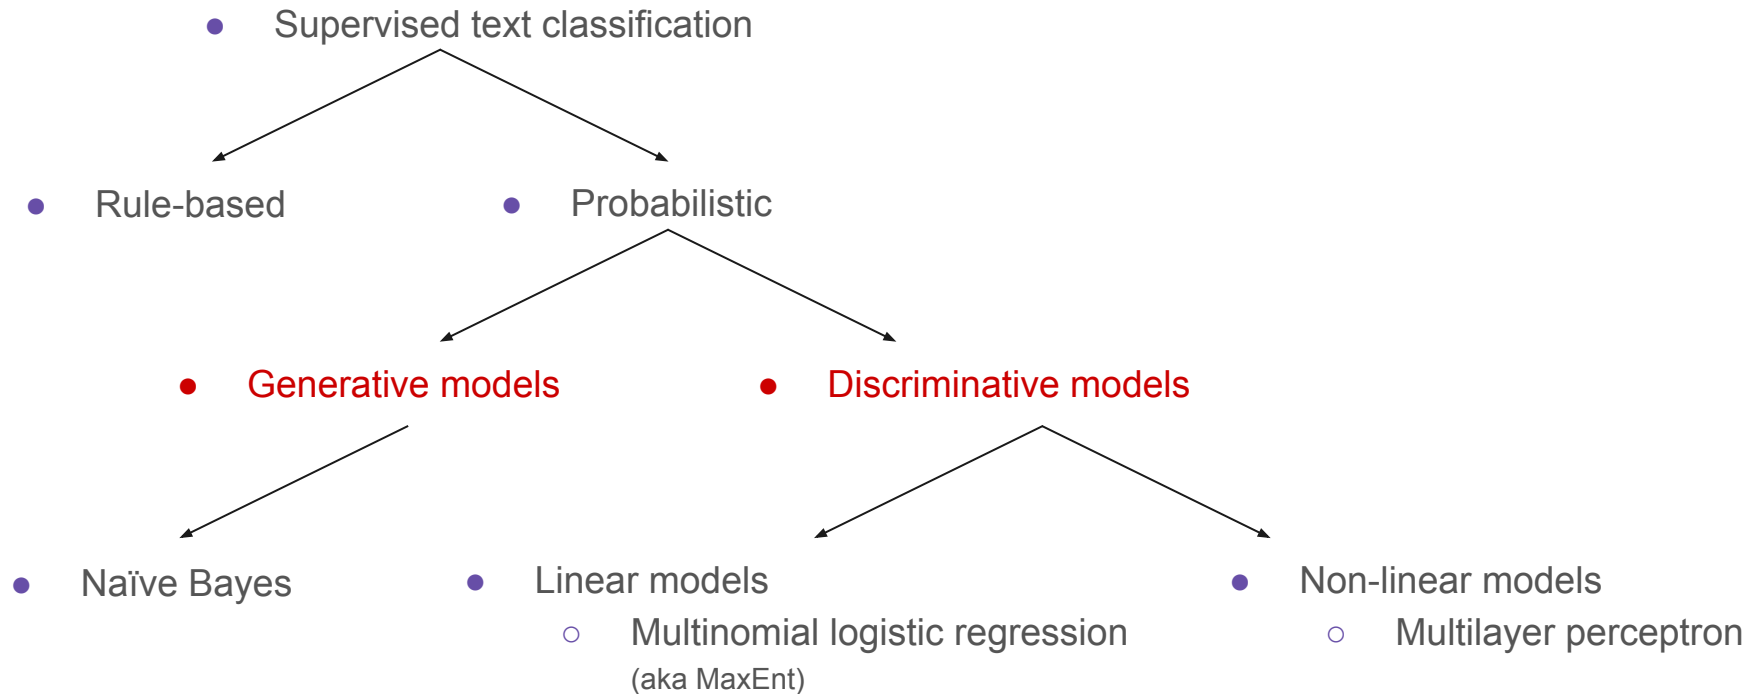 Supervised text classification
Rule-based
Probabilistic
Generative models
Discriminative models
Naïve Bayes
Linear models
Multinomial logistic regression
(aka MaxEnt)
Non-linear models
Multilayer perceptron